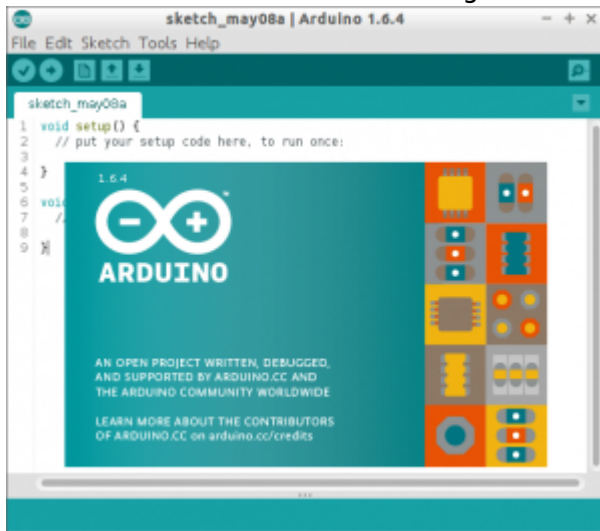 sketch_may08a | Arduino 1.6.4
File Edit Sketch Tools Help
sketch_may08a
1 void setup() {
2 // put your setup code here, to run once:
3
4 }
5
6 voi
7 //
8
9 }
1.6.4
ARDUINO
AN OPEN PROJECT WRITTEN, DEBUGGED,
AND SUPPORTED BY ARDUINO.CC AND
THE ARDUINO COMMUNITY WORLDWIDE
LEARN MORE ABOUT THE CONTRIBUTORS
OF ARDUINO.CC on arduino.cc/credits